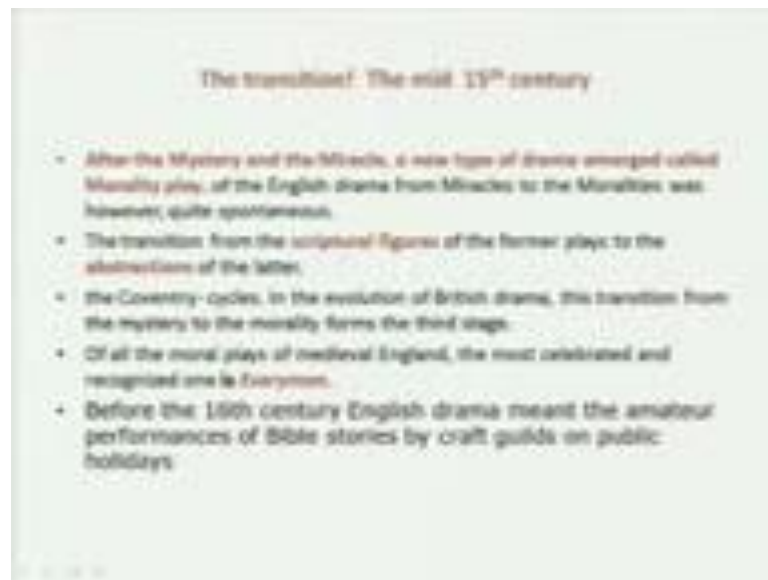 The transition! The mid 15th century
• After the Mystery and the Miracle, a new type of drama emerged called
Morality play, of the English drama from Miracles to the Moralities was
however, quite spontaneous.
• The transition from the scriptural figures of the former plays to the
abstractions of the latter.
• the Coventry cycles. In the evolution of British drama, this transition from
the mystery to the morality forms the third stage.
• Of all the moral plays of medieval England, the most celebrated and
recognized one is Everyman.
• Before the 16th century English drama meant the amateur
performances of Bible stories by craft guilds on public
holidays